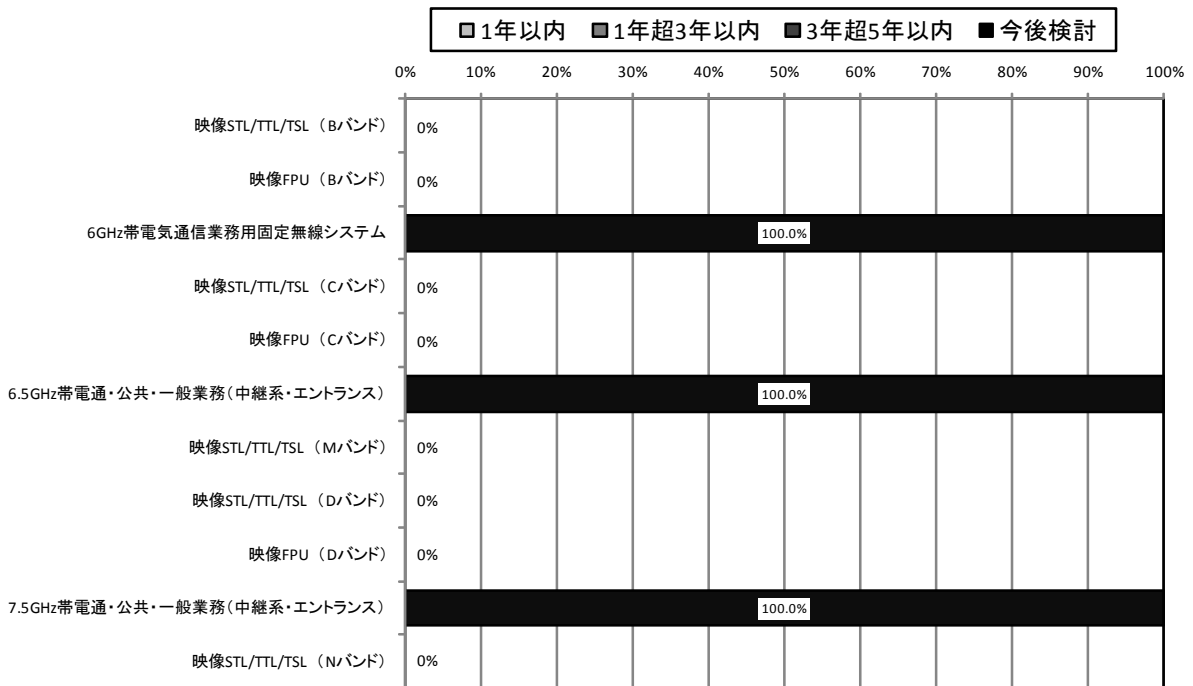 1年以内 1年超3年以内 3年超5年以内 今後検討
0% 10% 20% 30% 40% 50% 60% 70% 80% 90% 100%
映像STL/TTL/TSL（Bバンド） 0%
映像FPU（Bバンド） 0%
6GHz帯電気通信業務用固定無線システム 100.0%
映像STL/TTL/TSL（Cバンド） 0%
映像FPU（Cバンド） 0%
6.5GHz帯電通・公共・一般業務（中継系・エントランス） 100.0%
映像STL/TTL/TSL（Mバンド） 0%
映像STL/TTL/TSL（Dバンド） 0%
映像FPU（Dバンド） 0%
7.5GHz帯電通・公共・一般業務（中継系・エントランス） 100.0%
映像STL/TTL/TSL（Nバンド） 0%